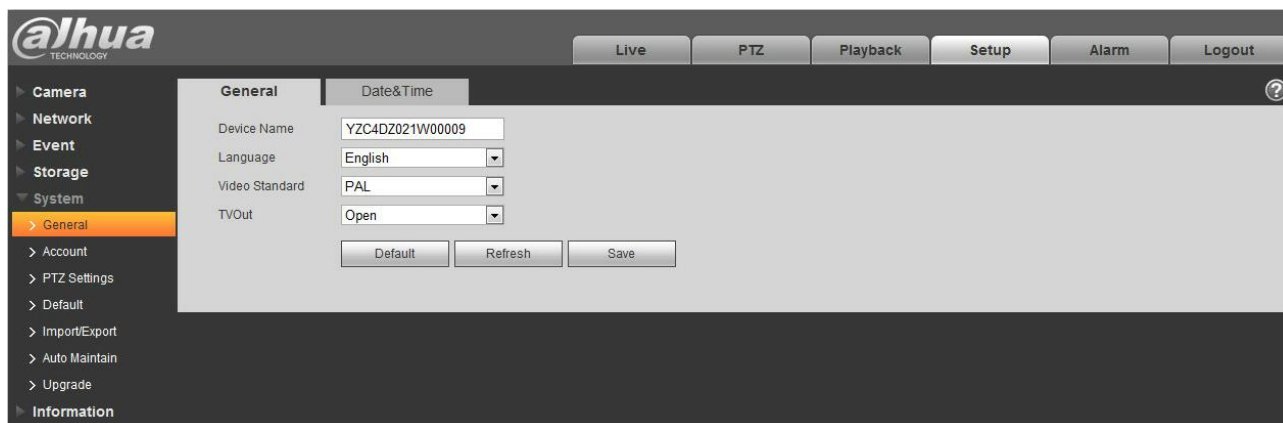 alhua
TECHNOLOGY
Live PTZ Playback Setup Alarm Logout
Camera
Network
Event
Storage
System
General
Account
PTZ Settings
Default
Import/Export
Auto Maintain
Upgrade
Information
General Date&Time
?
Device Name YZC4DZ021W00009
Language English
Video Standard PAL
TVOut Open
Default Refresh Save